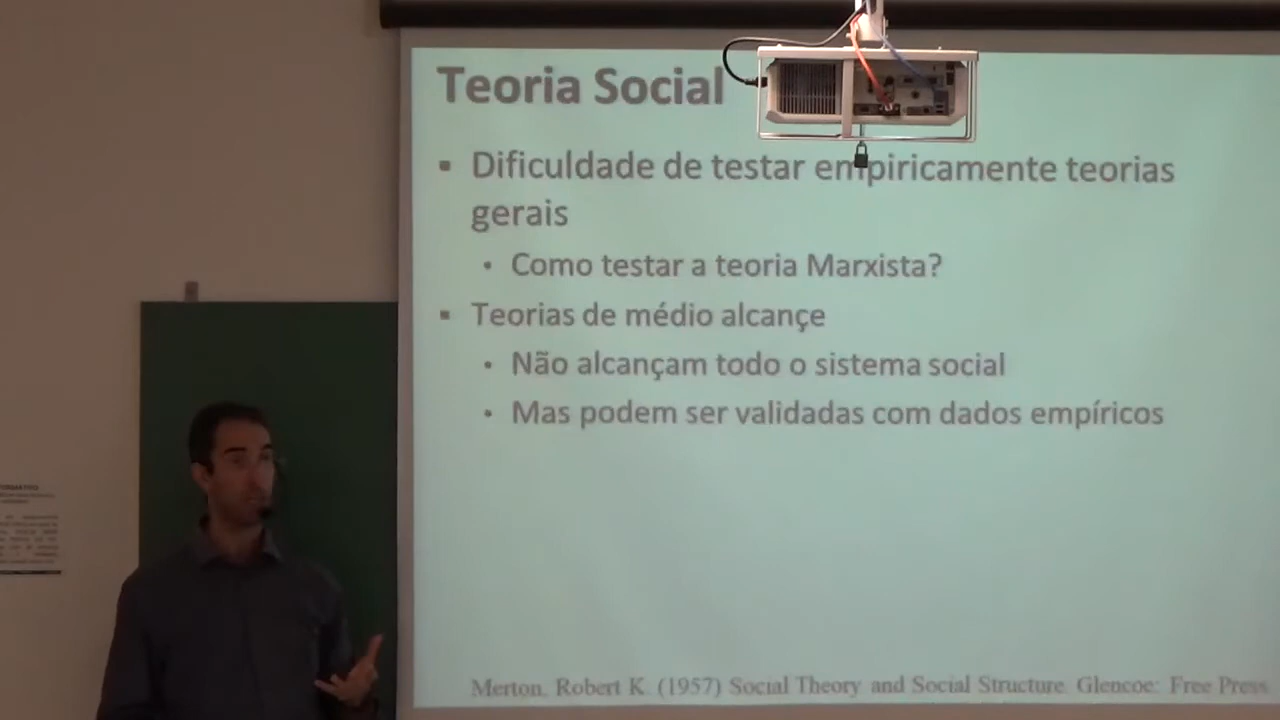 Teoria Social
▪ Dificuldade de testar empiricamente teorias
gerais
• Como testar a teoria Marxista?
▪ Teorias de médio alcançe
• Não alcançam todo o sistema social
• Mas podem ser validadas com dados empíricos
Merton, Robert K. (1957) Social Theory and Social Structure. Glencoe: Free Press